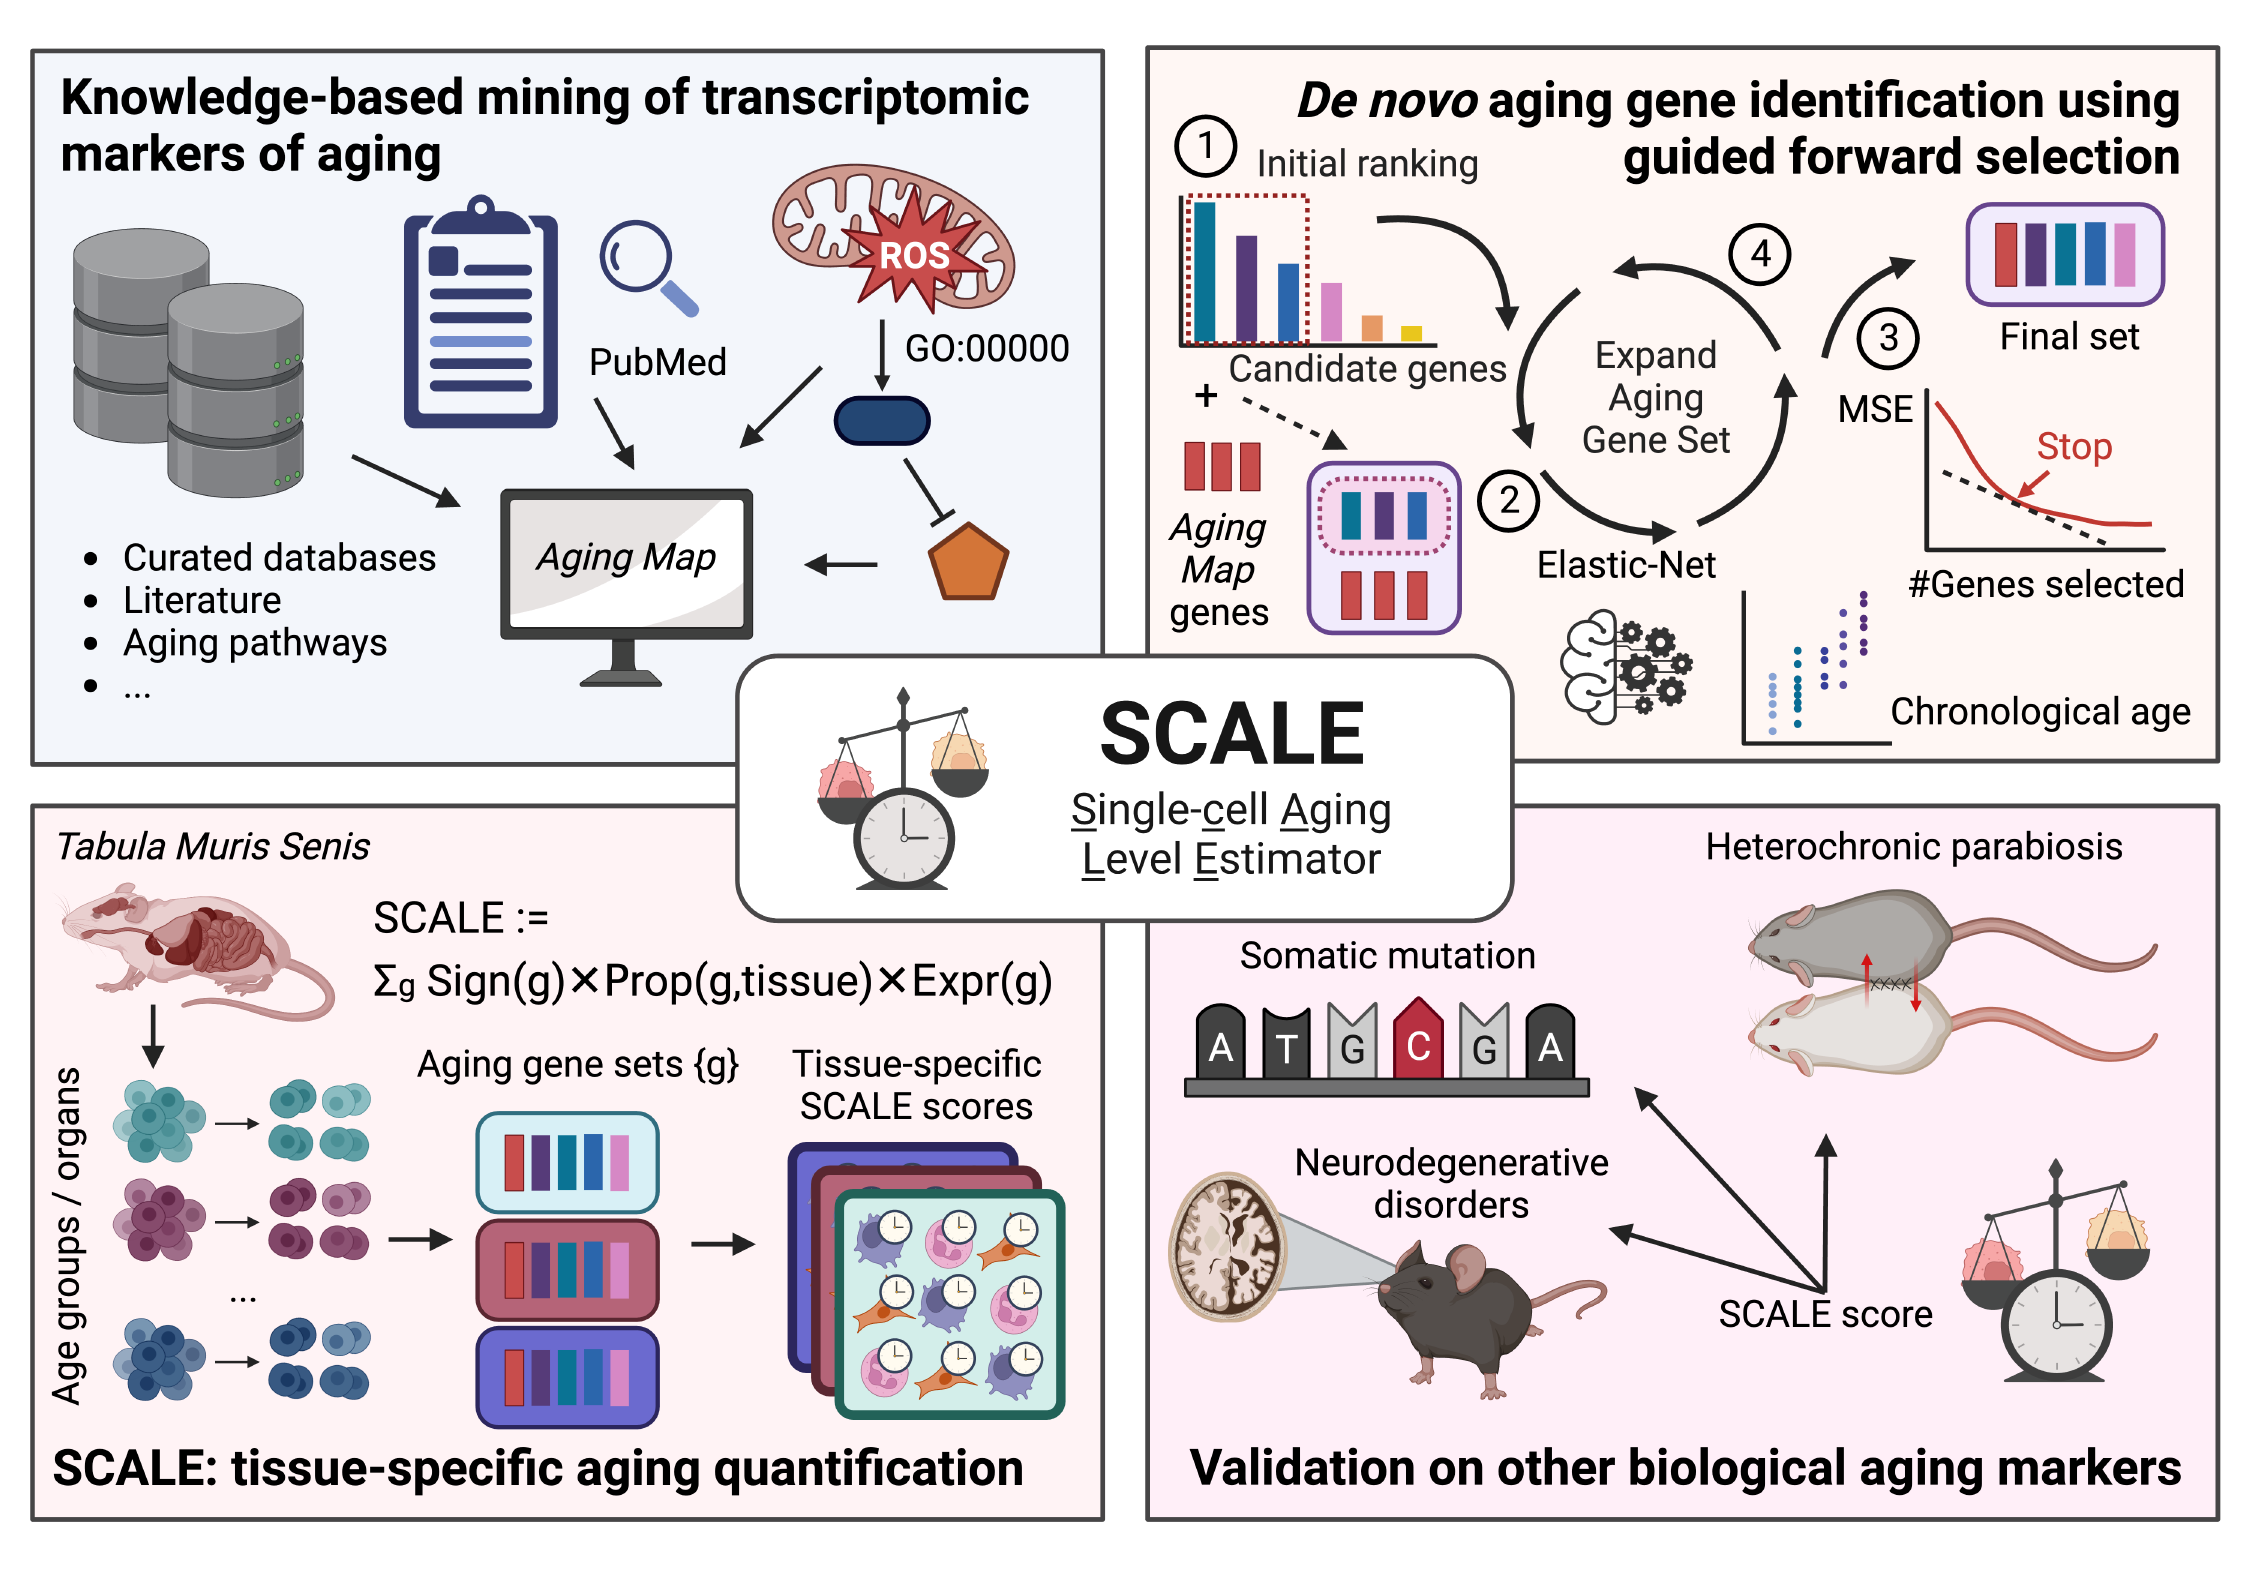 Knowledge-based mining of transcriptomic
markers of aging
ROS
GO:00000
PubMed
Aging Map
• Curated databases
• Literature
• Aging pathways
• ...
De novo aging gene identification using
guided forward selection
1
Initial ranking
Candidate genes
+
Aging
Map
genes
2
Elastic-Net
Expand
Aging
Gene Set
4
3
Final set
MSE
Stop
#Genes selected
Chronological age
SCALE
Single-cell Aging
Level Estimator
Tabula Muris Senis
SCALE :=
Σg Sign(g)×Prop(g,tissue)×Expr(g)
Age groups / organs
...
Aging gene sets {g}
Tissue-specific
SCALE scores
SCALE: tissue-specific aging quantification
Heterochronic parabiosis
Somatic mutation
A T G C G A
Neurodegenerative
disorders
SCALE score
Validation on other biological aging markers